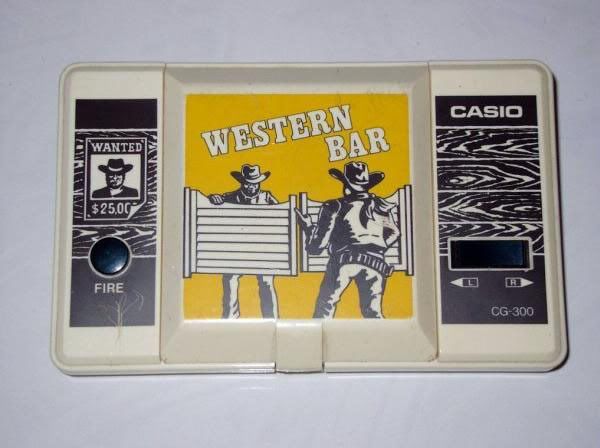 WESTERN
BAR
CASIO
WANTED
$25,00
FIRE
L R
CG-300